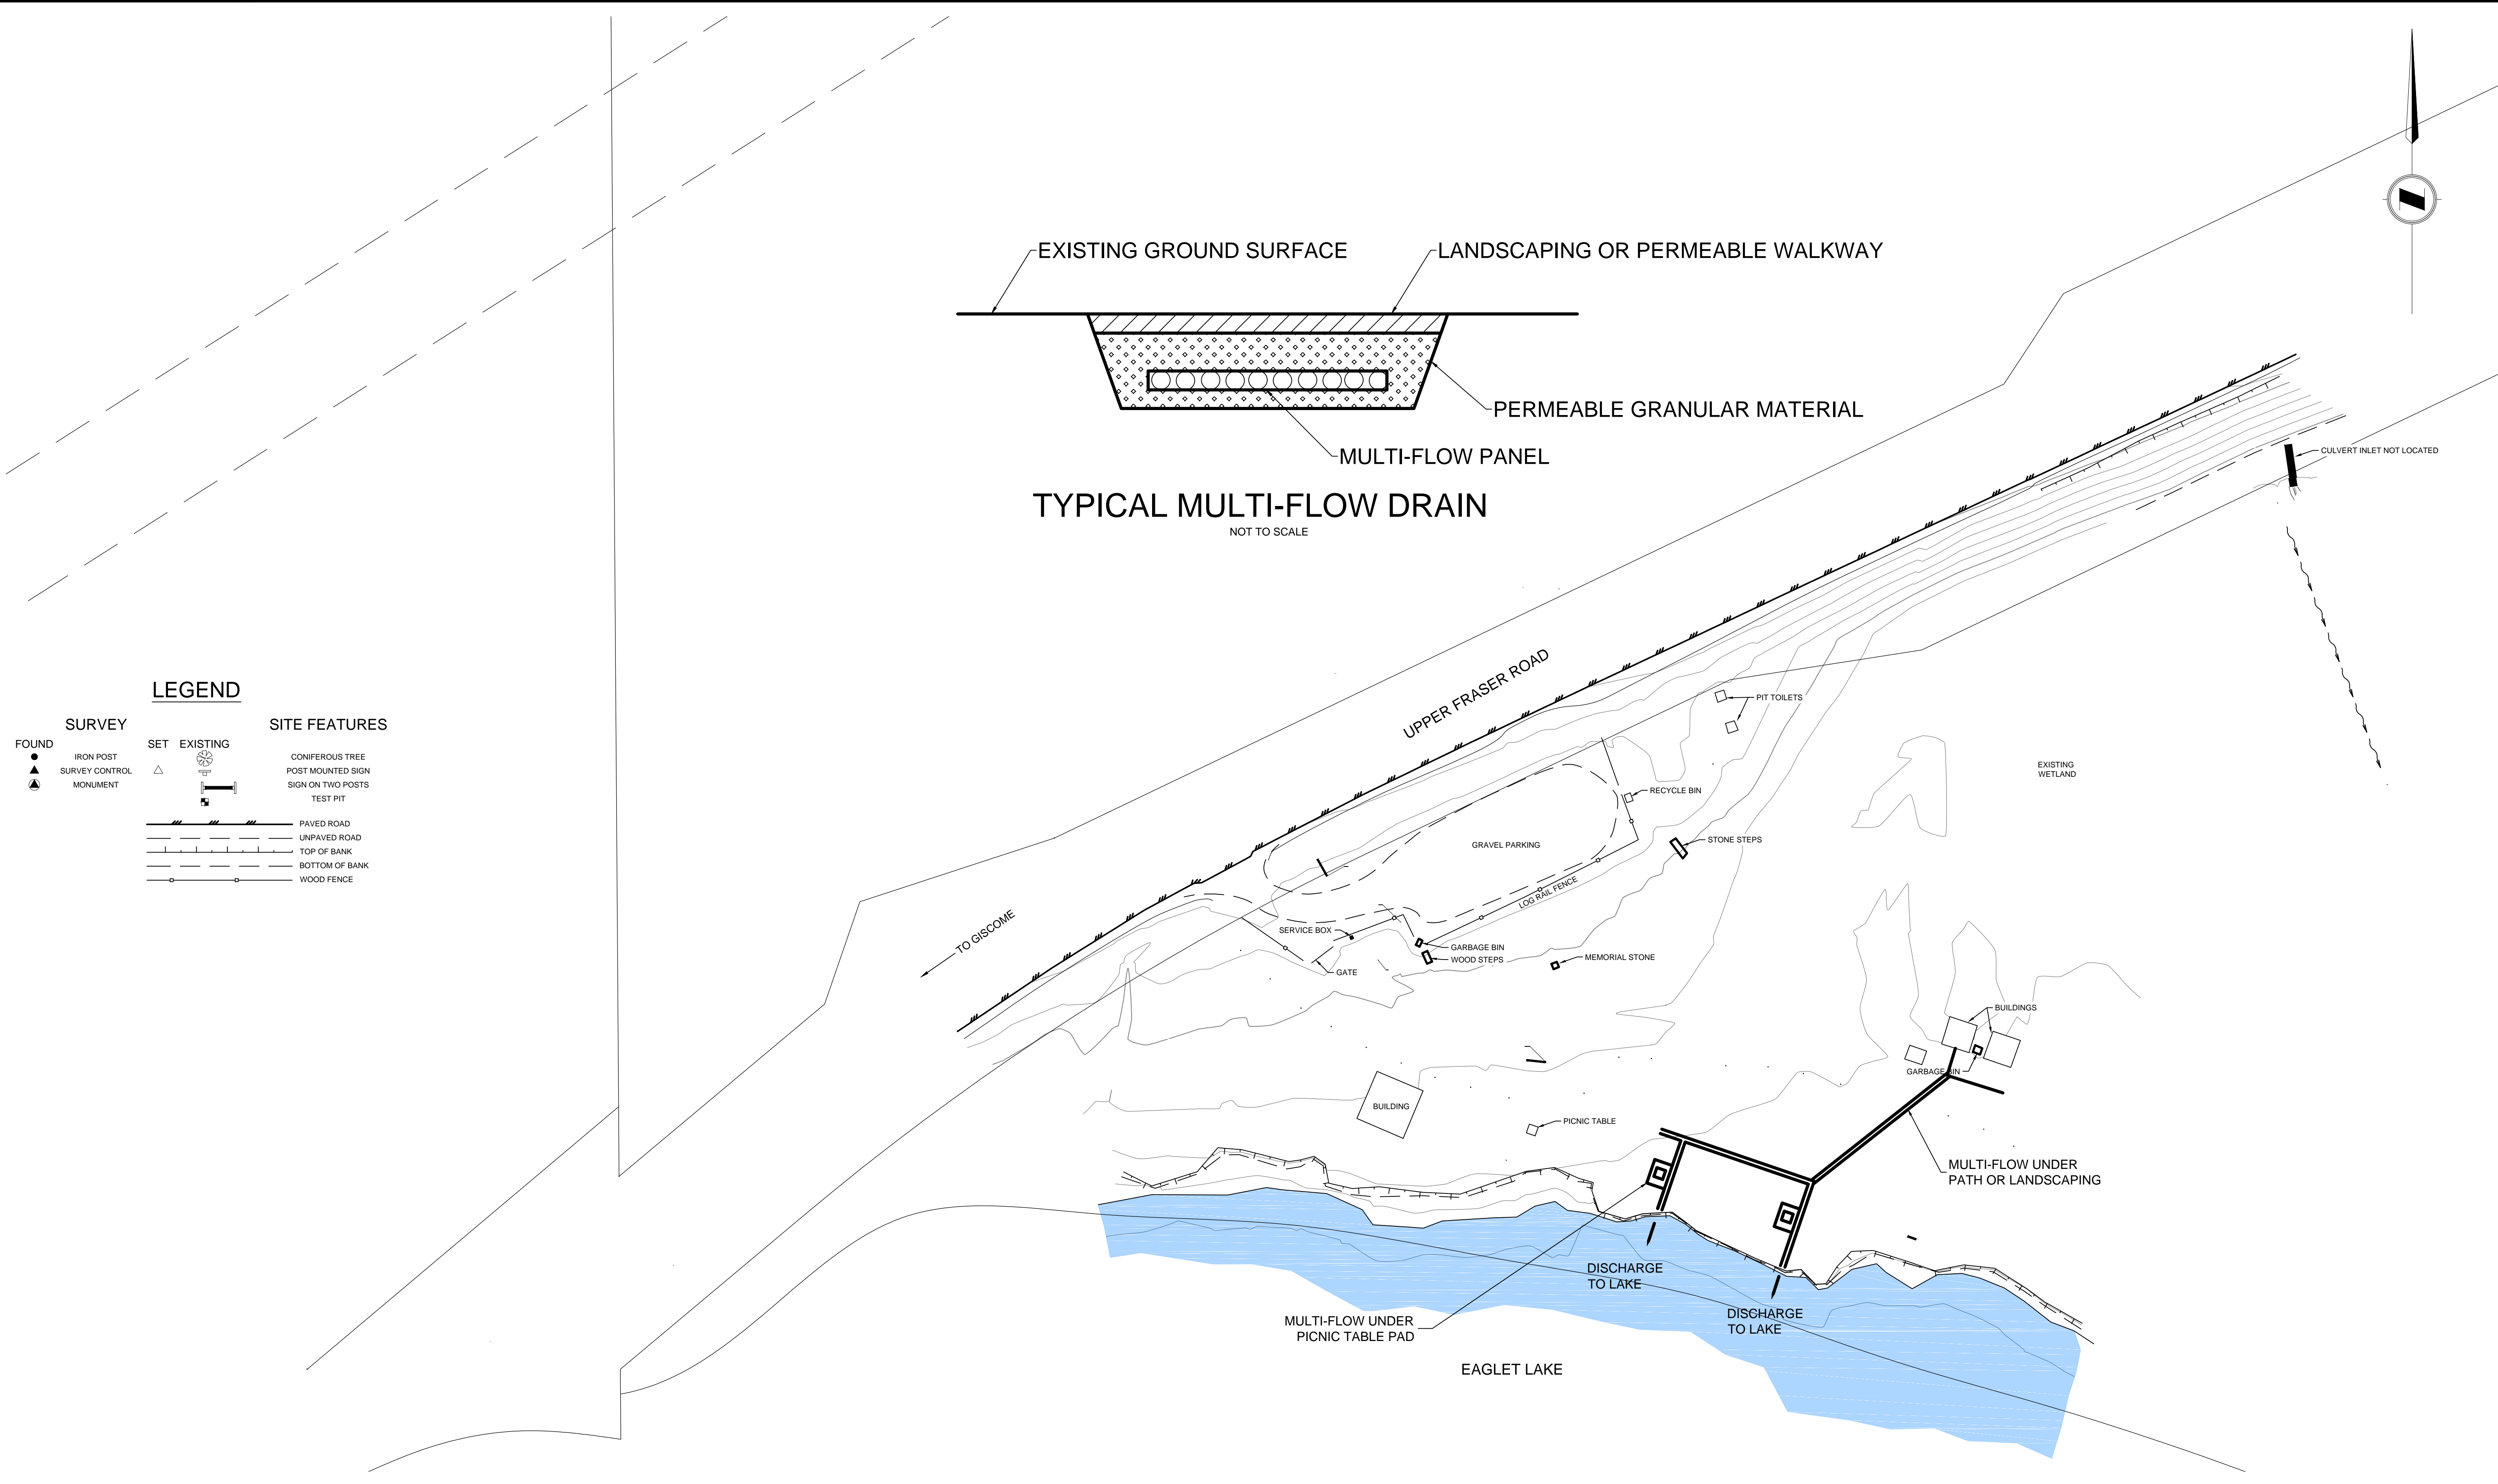 EXISTING GROUND SURFACE
LANDSCAPING OR PERMEABLE WALKWAY
PERMEABLE GRANULAR MATERIAL
MULTI-FLOW PANEL
TYPICAL MULTI-FLOW DRAIN
NOT TO SCALE
CULVERT INLET NOT LOCATED
LEGEND
SURVEY
SITE FEATURES
FOUND
SET
EXISTING
IRON POST
CONIFEROUS TREE
SURVEY CONTROL
POST MOUNTED SIGN
MONUMENT
SIGN ON TWO POSTS
TEST PIT
PAVED ROAD
UNPAVED ROAD
TOP OF BANK
BOTTOM OF BANK
WOOD FENCE
UPPER FRASER ROAD
PIT TOILETS
EXISTING
WETLAND
RECYCLE BIN
STONE STEPS
GRAVEL PARKING
LOG RAIL FENCE
TO GISCOME
SERVICE BOX
GARBAGE BIN
WOOD STEPS
MEMORIAL STONE
GATE
BUILDINGS
GARBAGE BIN
BUILDING
PICNIC TABLE
MULTI-FLOW UNDER
PATH OR LANDSCAPING
DISCHARGE
TO LAKE
DISCHARGE
TO LAKE
MULTI-FLOW UNDER
PICNIC TABLE PAD
EAGLET LAKE